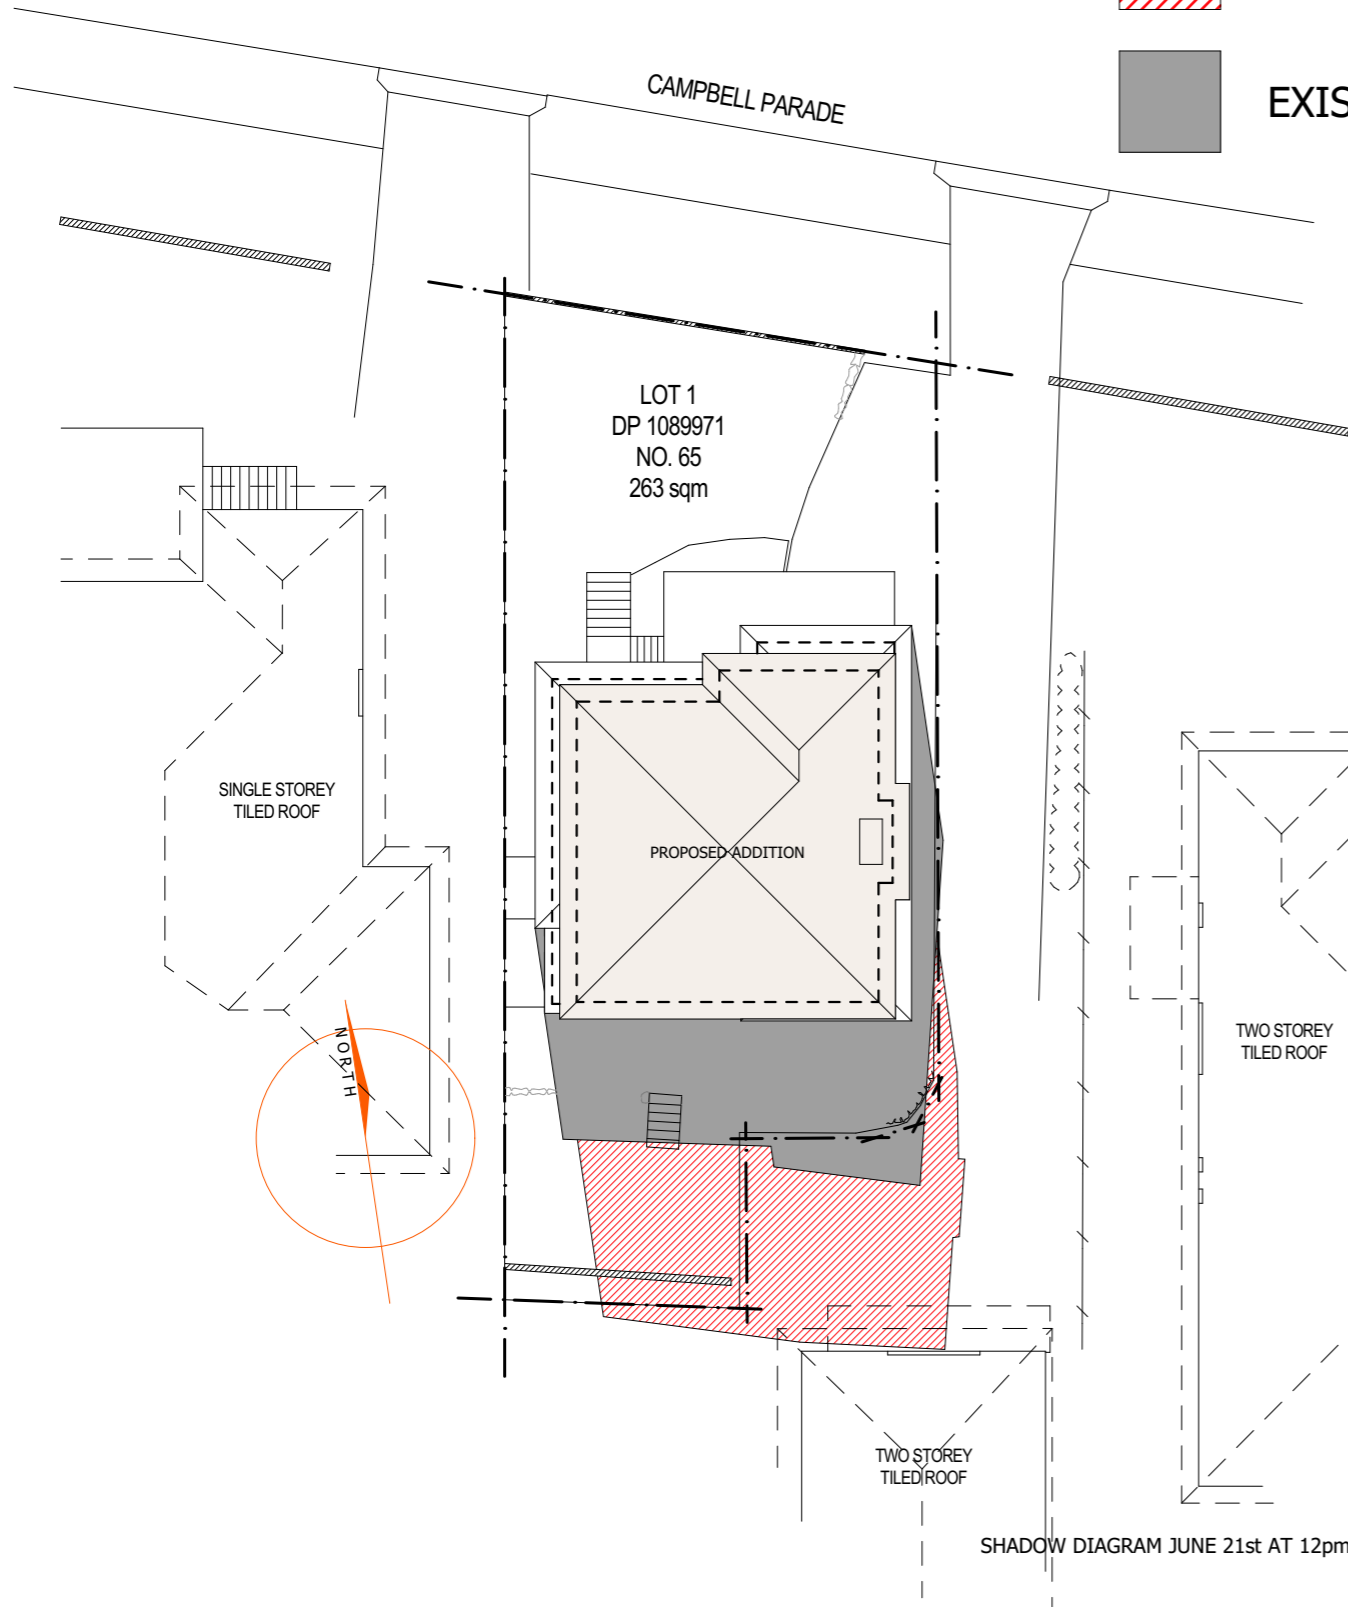 CAMPBELL PARADE
EXIS
LOT 1
DP 1089971
NO. 65
263 sqm
SINGLE STOREY
TILED ROOF
PROPOSED ADDITION
NORTH
TWO STOREY
TILED ROOF
TWO STOREY
TILED ROOF
SHADOW DIAGRAM JUNE 21st AT 12pm